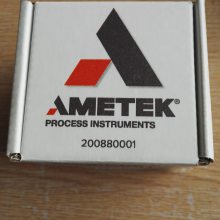 AMETEK®
PROCESS INSTRUMENTS
200880001